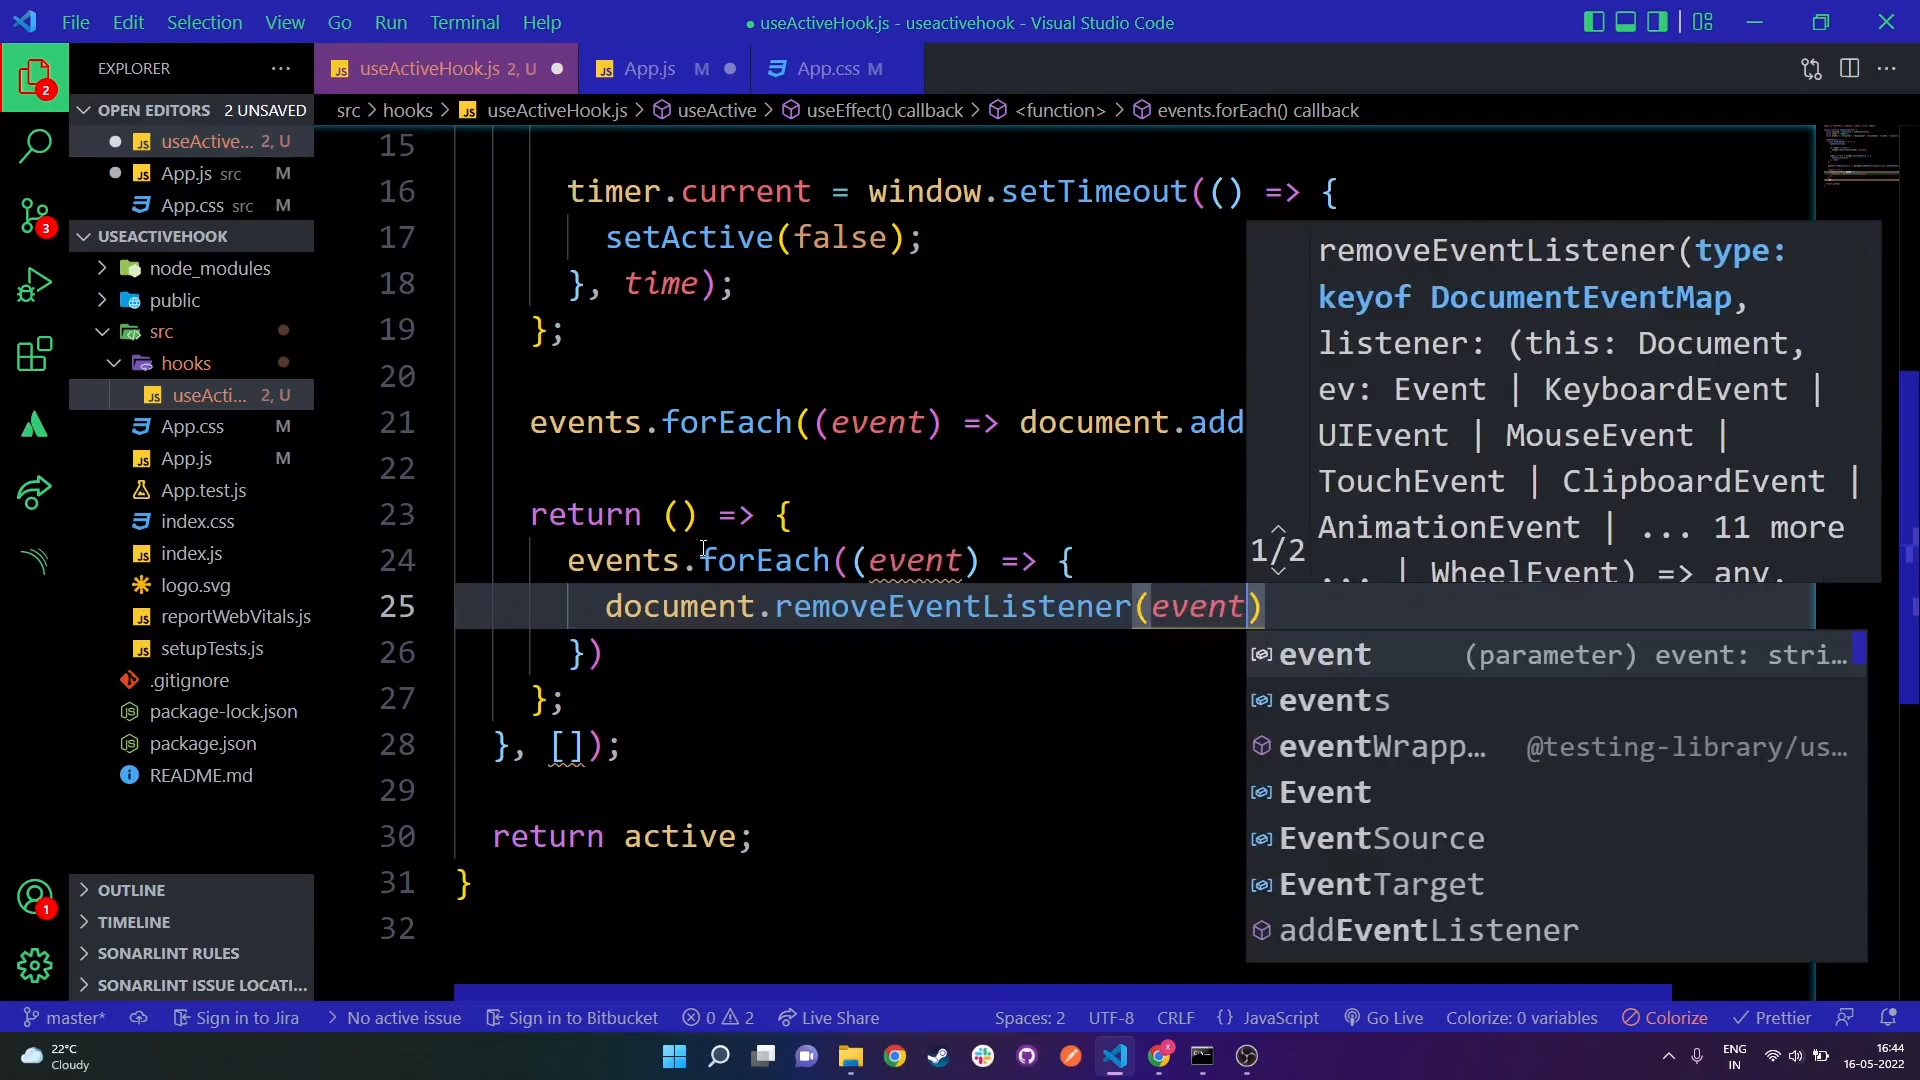 File Edit Selection View Go Run Terminal Help
● useActiveHook.js - useactivehook - Visual Studio Code
2
EXPLORER
useActiveHook.js 2, U
App.js M
App.css M
OPEN EDITORS 2 UNSAVED
src > hooks > useActiveHook.js > useActive > useEffect() callback > <function> > events.forEach() callback
useActive... 2, U
App.js src M
App.css src M
3
USEACTIVEHOOK
node_modules
public
src
hooks
useActi... 2, U
App.css M
App.js M
App.test.js
index.css
index.js
logo.svg
reportWebVitals.js
setupTests.js
.gitignore
package-lock.json
package.json
README.md
1
OUTLINE
TIMELINE
SONARLINT RULES
SONARLINT ISSUE LOCATI...
15
16 timer.current = window.setTimeout(() => {
17 setActive(false);
18 }, time);
19 };
20
21 events.forEach((event) => document.add
22
23 return () => {
24 events.forEach((event) => {
25 document.removeEventListener(event)
26 })
27 };
28 }, []);
29
30 return active;
31 }
32
removeEventListener(type:
keyof DocumentEventMap,
listener: (this: Document,
ev: Event | KeyboardEvent |
UIEvent | MouseEvent |
TouchEvent | ClipboardEvent |
AnimationEvent | ... 11 more
1/2
... | WheelEvent) => any,
event (parameter) event: stri...
events
eventWrapp... @testing-library/us...
Event
EventSource
EventTarget
addEventListener
master* Sign in to Jira No active issue Sign in to Bitbucket 0 2 Live Share Spaces: 2 UTF-8 CRLF {} JavaScript Go Live Colorize: 0 variables Colorize Prettier
22°C
Cloudy
ENG
IN
16:44
16-05-2022